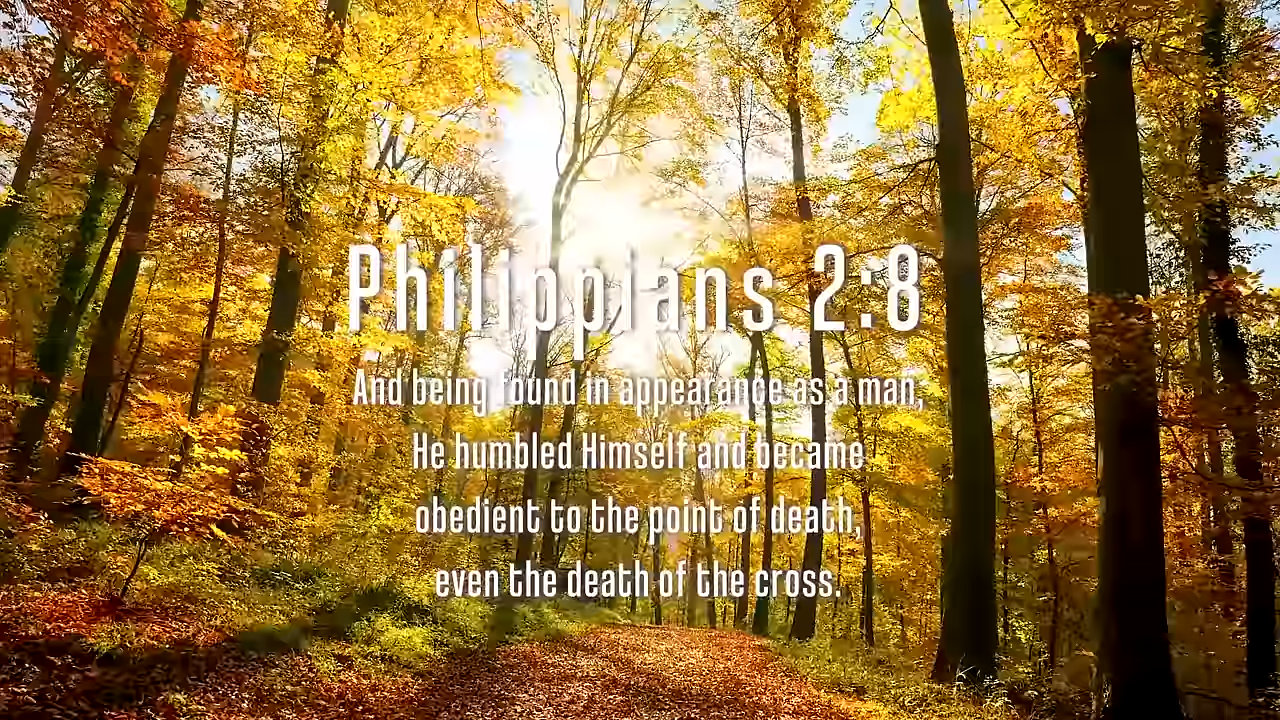 Philippians 2:8
And being found in appearance as a man,
He humbled Himself and became
obedient to the point of death,
even the death of the cross.